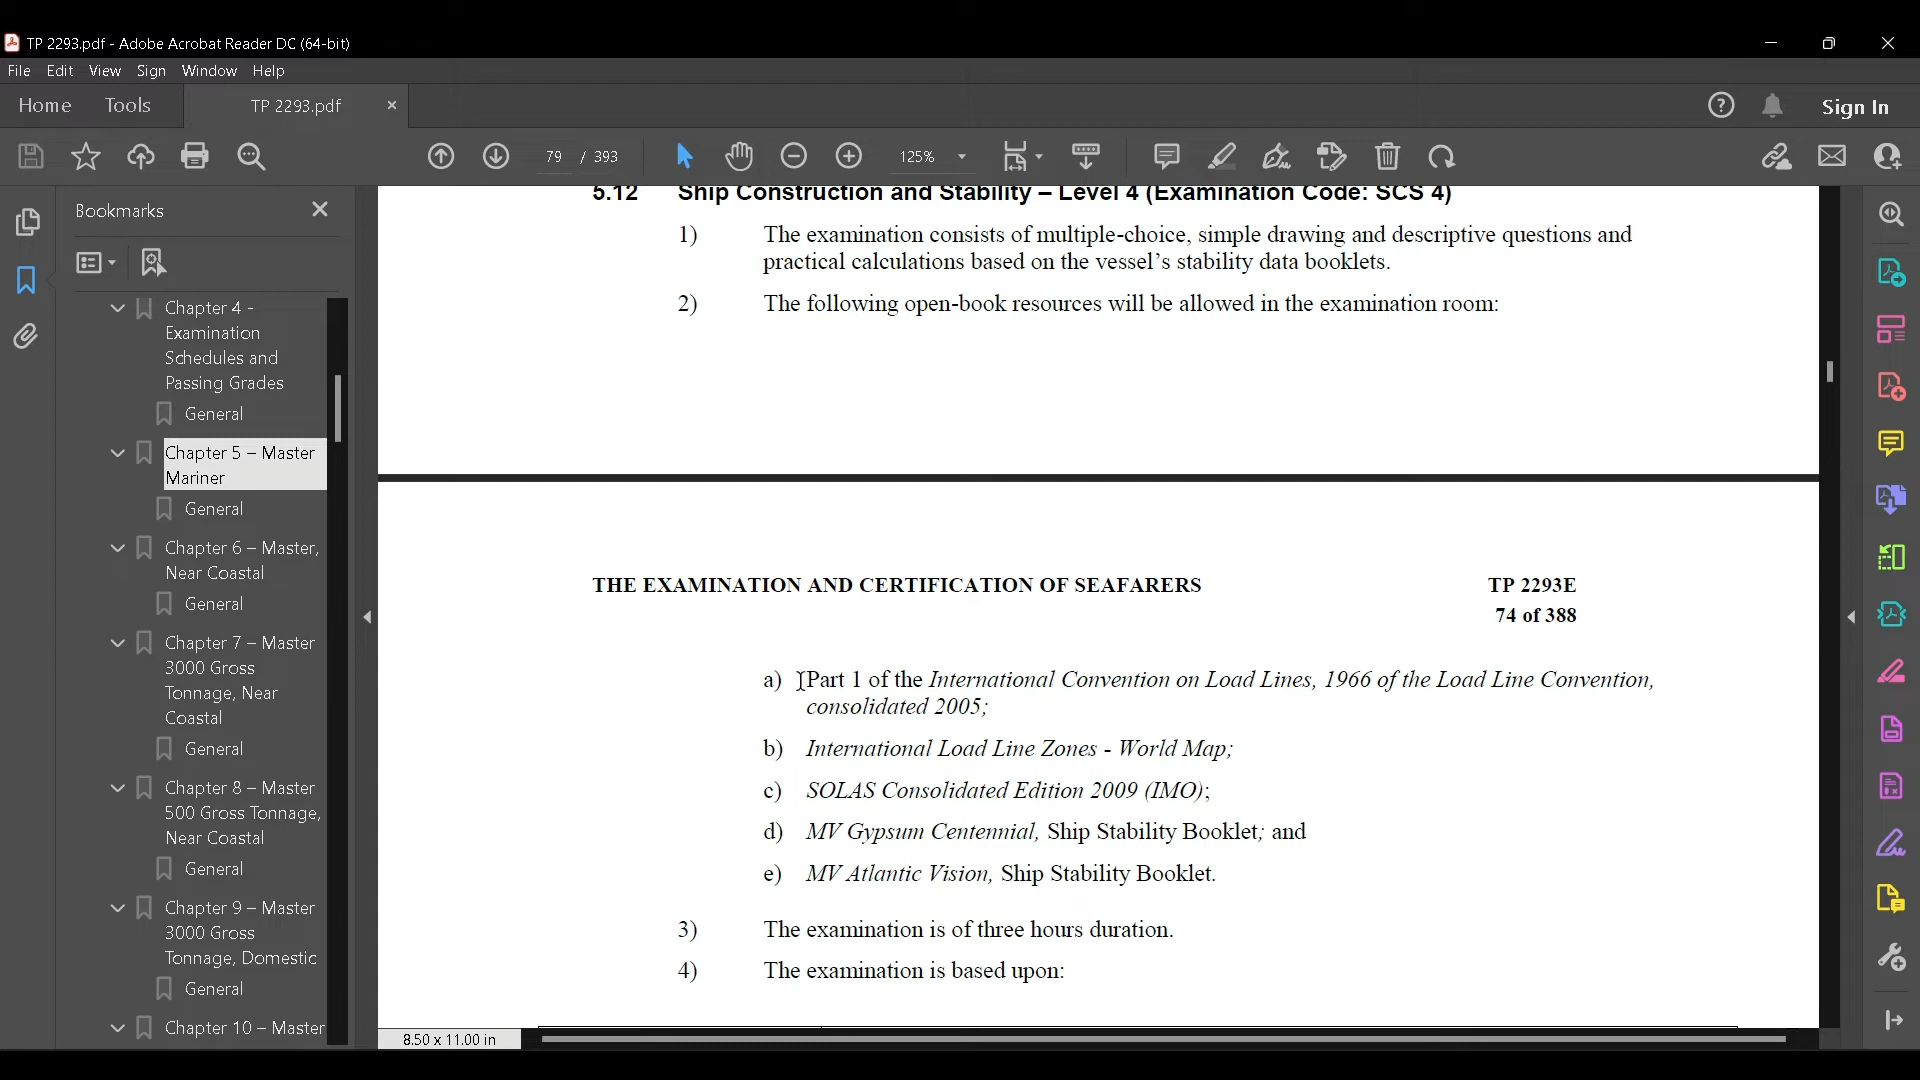 TP 2293.pdf - Adobe Acrobat Reader DC (64-bit)
File Edit View Sign Window Help
Home Tools TP 2293.pdf Sign In
79 / 393 125%
Bookmarks
Chapter 4 -
Examination
Schedules and
Passing Grades
General
Chapter 5 – Master
Mariner
General
Chapter 6 – Master,
Near Coastal
General
Chapter 7 – Master
3000 Gross
Tonnage, Near
Coastal
General
Chapter 8 – Master
500 Gross Tonnage,
Near Coastal
General
Chapter 9 – Master
3000 Gross
Tonnage, Domestic
General
Chapter 10 – Master
5.12 Ship Construction and Stability – Level 4 (Examination Code: SCS 4)
1) The examination consists of multiple-choice, simple drawing and descriptive questions and
practical calculations based on the vessel’s stability data booklets.
2) The following open-book resources will be allowed in the examination room:
THE EXAMINATION AND CERTIFICATION OF SEAFARERS TP 2293E
74 of 388
a) Part 1 of the International Convention on Load Lines, 1966 of the Load Line Convention,
consolidated 2005;
b) International Load Line Zones - World Map;
c) SOLAS Consolidated Edition 2009 (IMO);
d) MV Gypsum Centennial, Ship Stability Booklet; and
e) MV Atlantic Vision, Ship Stability Booklet.
3) The examination is of three hours duration.
4) The examination is based upon:
8.50 x 11.00 in